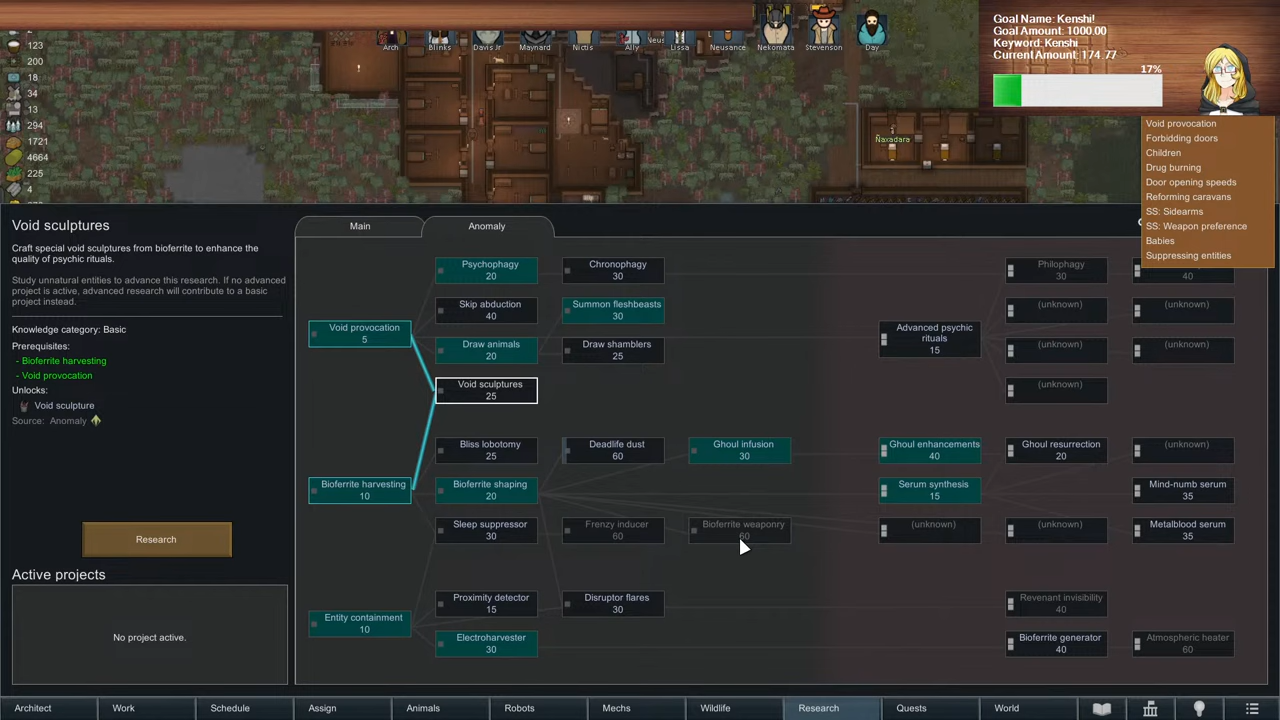 123
200
18
34
13
294
1721
4664
225
4
Arch
Blinks
Davis Jr
Maynard
Nictis
Ally
Neus
Lissa
Neusance
Nekomata
Stevenson
Day
Naxadara
Goal Name: Kenshi!
Goal Amount: 1000.00
Keyword: Kenshi
Current Amount: 174.77
17%
Void provocation
Forbidding doors
Children
Drug burning
Door opening speeds
Reforming caravans
SS: Sidearms
SS: Weapon preference
Babies
Suppressing entities
Void sculptures
Craft special void sculptures from bioferrite to enhance the
quality of psychic rituals.
Study unnatural entities to advance this research. If no advanced
project is active, advanced research will contribute to a basic
project instead.
Knowledge category: Basic
Prerequisites:
- Bioferrite harvesting
- Void provocation
Unlocks:
Void sculpture
Source: Anomaly
Research
Active projects
No project active.
Main
Anomaly
Psychophagy
20
Chronophagy
30
Philophagy
30
40
Skip abduction
40
Summon fleshbeasts
30
(unknown)
(unknown)
Void provocation
5
Draw animals
20
Draw shamblers
25
Advanced psychic
rituals
15
(unknown)
(unknown)
Void sculptures
25
(unknown)
Bliss lobotomy
25
Deadlife dust
60
Ghoul infusion
30
Ghoul enhancements
40
Ghoul resurrection
20
(unknown)
Bioferrite harvesting
10
Bioferrite shaping
20
Serum synthesis
15
Mind-numb serum
35
Sleep suppressor
30
Frenzy inducer
60
Bioferrite weaponry
60
(unknown)
(unknown)
Metalblood serum
35
Entity containment
10
Proximity detector
15
Disruptor flares
30
Revenant invisibility
40
Electroharvester
30
Bioferrite generator
40
Atmospheric heater
60
Architect
Work
Schedule
Assign
Animals
Robots
Mechs
Wildlife
Research
Quests
World